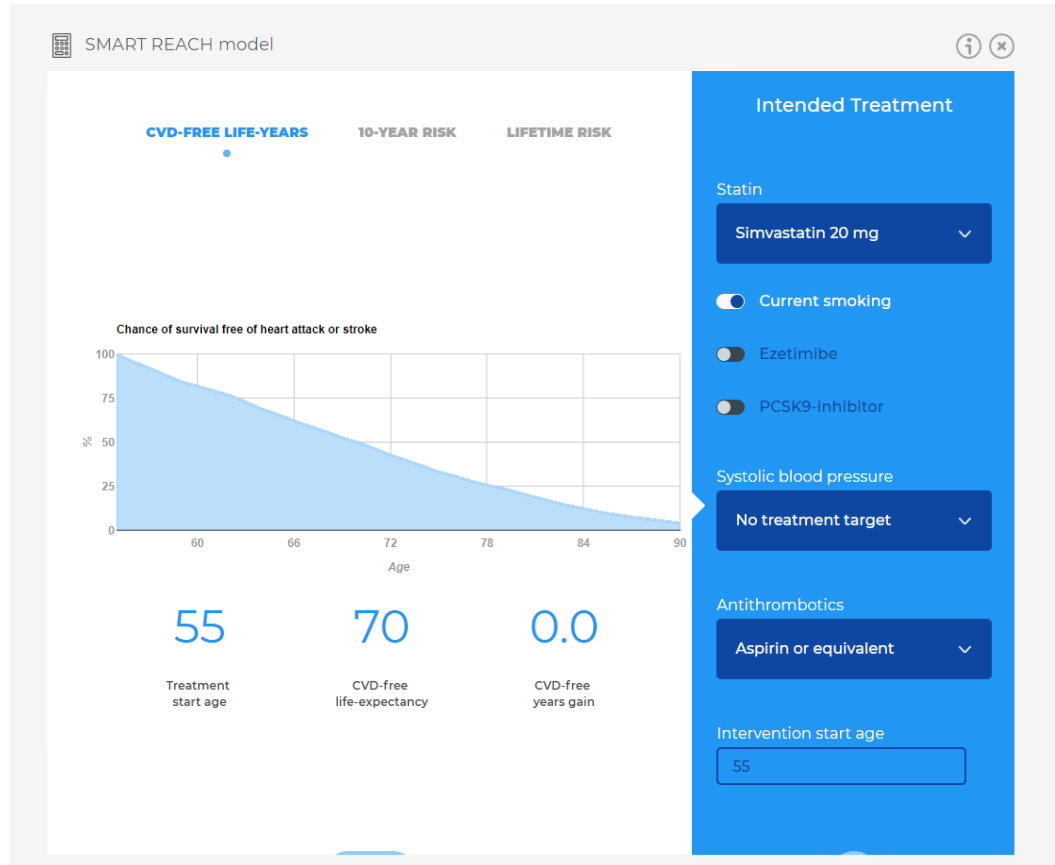 SMART REACH model
CVD-FREE LIFE-YEARS 10-YEAR RISK LIFETIME RISK
Chance of survival free of heart attack or stroke
100
75
%
50
25
0
60 66 72 78 84 90
Age
55 70 0.0
Treatment CVD-free CVD-free
start age life-expectancy years gain
Intended Treatment
Statin
Simvastatin 20 mg
Current smoking
Ezetimibe
PCSK9-inhibitor
Systolic blood pressure
No treatment target
Antithrombotics
Aspirin or equivalent
Intervention start age
55